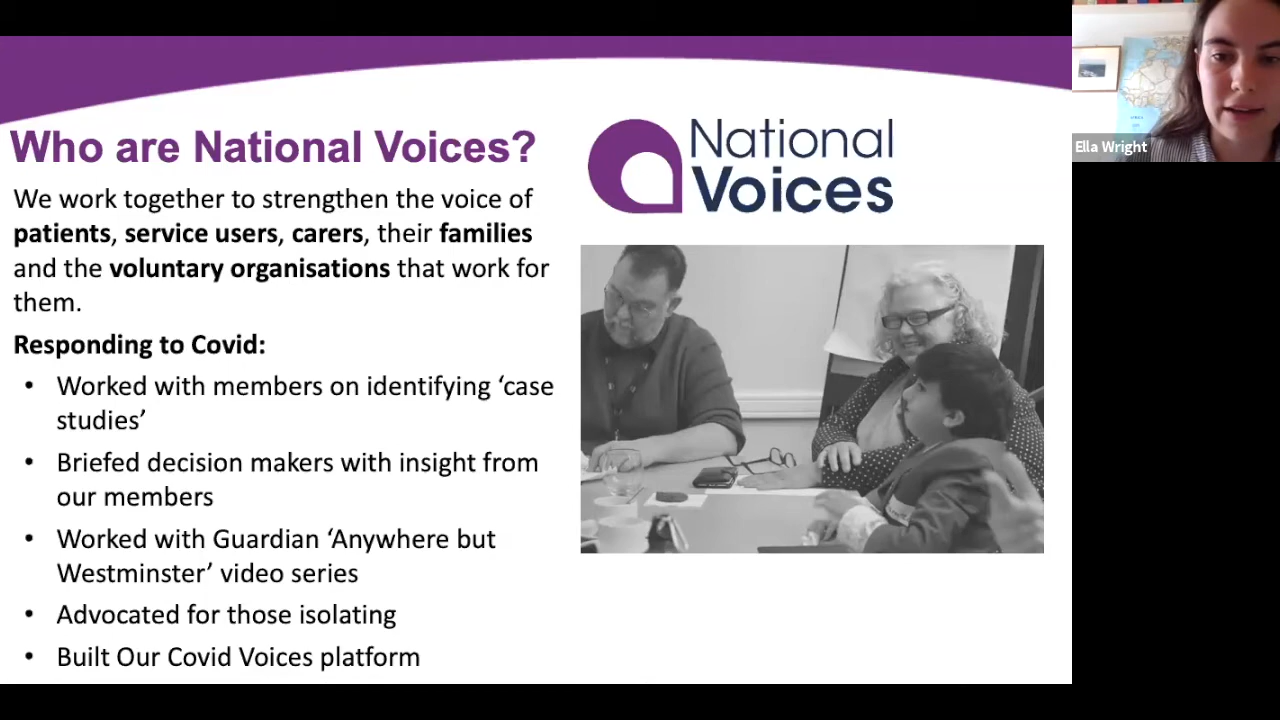 Who are National Voices?
We work together to strengthen the voice of
patients, service users, carers, their families
and the voluntary organisations that work for
them.
Responding to Covid:
• Worked with members on identifying ‘case
studies’
• Briefed decision makers with insight from
our members
• Worked with Guardian ‘Anywhere but
Westminster’ video series
• Advocated for those isolating
• Built Our Covid Voices platform
National
Voices
Ella Wright